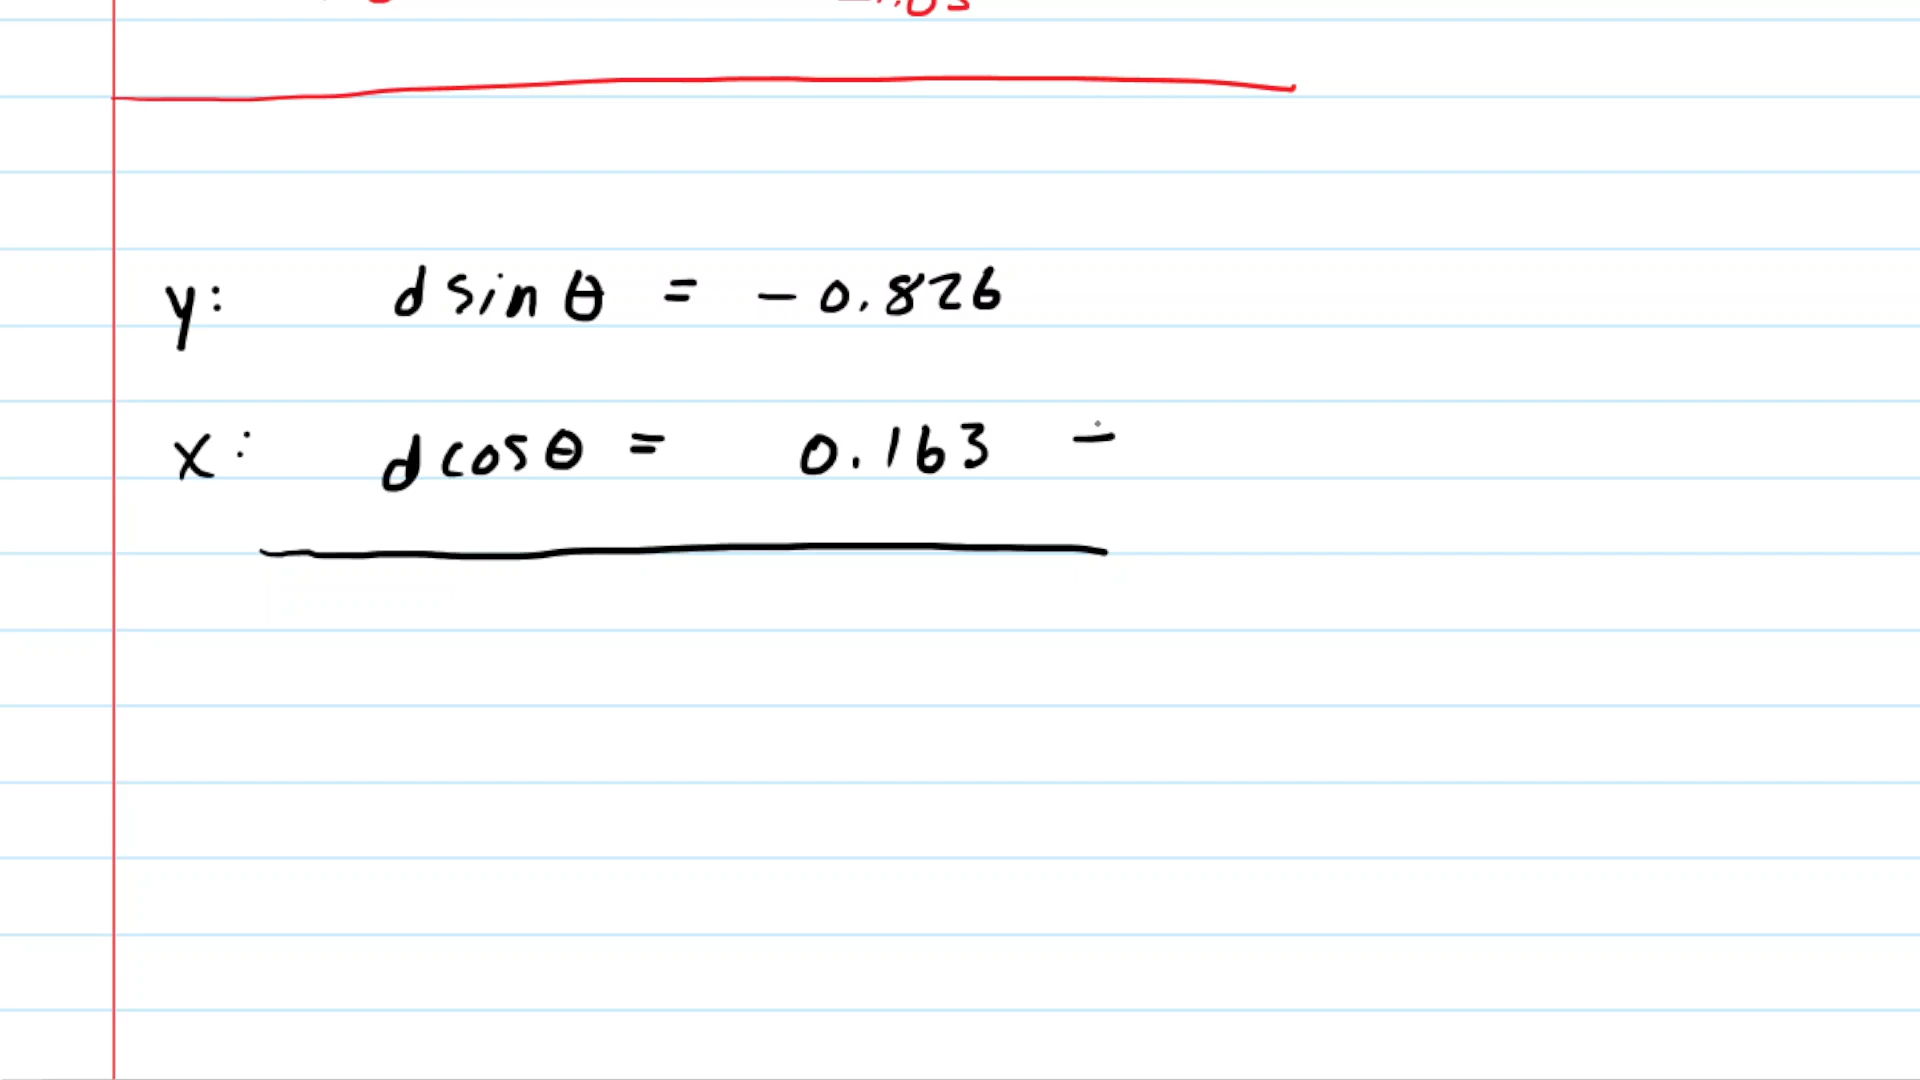 y: d sin θ = - 0.826
x: d cos θ = 0.163 ÷